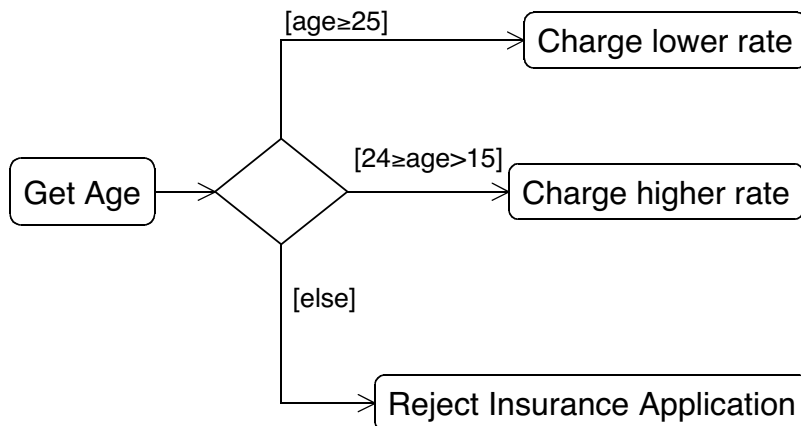 [age≥25]
Charge lower rate
[24≥age>15]
Get Age
Charge higher rate
[else]
Reject Insurance Application